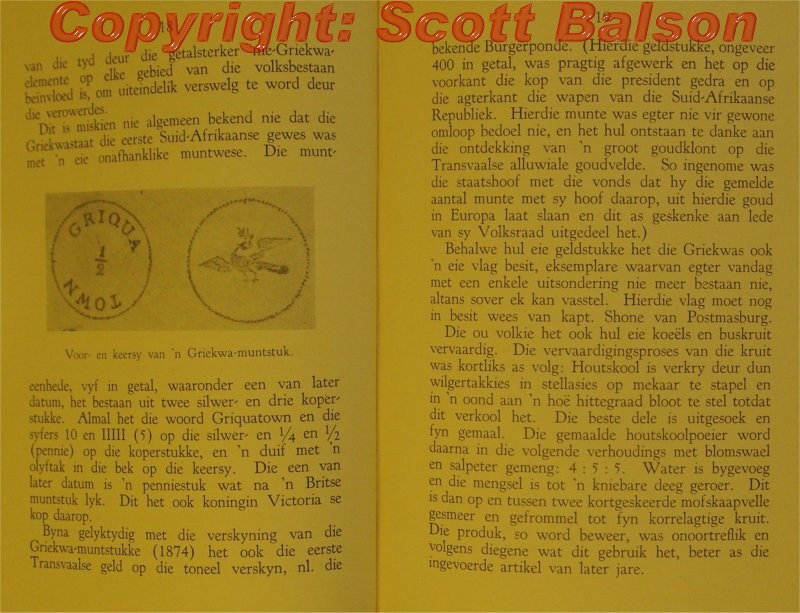 Copyright: Scott Balson
18
van die tyd deur die getalsterker nie-Griekwa-
elemente op elke gebied van die volksbestaan
beïnvloed is, om uiteindelik verswelg te word deur
die verowerdes.
Dit is miskien nie algemeen bekend nie dat die
Griekwastaat die eerste Suid-Afrikaanse gewes was
met 'n eie onafhanklike muntwese. Die munt-
GRIQUA
1/2
TOWN
Voor- en keersy van 'n Griekwa-muntstuk.
eenhede, vyf in getal, waaronder een van later
datum, het bestaan uit twee silwer- en drie koper-
stukke. Almal het die woord Griquatown en die
syfers 10 en IIIII (5) op die silwer- en ¼ en ½
(pennie) op die koperstukke, en 'n duif met 'n
olyftak in die bek op die keersy. Die een van
later datum is 'n penniestuk wat na 'n Britse
muntstuk lyk. Dit het ook koningin Victoria se
kop daarop.
Byna gelyktydig met die verskyning van die
Griekwa-muntstukke (1874) het ook die eerste
Transvaalse geld op die toneel verskyn, nl. die
19
bekende Burgerponde. (Hierdie geldstukke, ongeveer
400 in getal, was pragtig afgewerk en het op die
voorkant die kop van die president gedra en op
die agterkant die wapen van die Suid-Afrikaanse
Republiek. Hierdie munte was egter nie vir gewone
omloop bedoel nie, en het hul ontstaan te danke aan
die ontdekking van 'n groot goudklont op die
Transvaalse alluwiale goudvelde. So ingenome was
die staatshoof met die vonds dat hy die gemelde
aantal munte met sy hoof daarop, uit hierdie goud
in Europa laat slaan en dit as geskenke aan lede
van sy Volksraad uitgedeel het.)
Behalwe hul eie geldstukke het die Griekwas ook
'n eie vlag besit, eksemplare waarvan egter vandag
met een enkele uitsondering nie meer bestaan nie,
altans sover ek kan vasstel. Hierdie vlag moet nog
in besit wees van kapt. Shone van Postmasburg.
Die ou volkie het ook hul eie koeëls en buskruit
vervaardig. Die vervaardigingsproses van die kruit
was kortliks as volg: Houtskool is verkry deur dun
wilgertakkies in stellasies op mekaar te stapel en
in 'n oond aan 'n hoë hittegraad bloot te stel totdat
dit verkool het. Die beste dele is uitgesoek en
fyn gemaal. Die gemaalde houtskoolpoeier word
daarna in die volgende verhoudings met blomswael
en salpeter gemeng: 4 : 5 : 5. Water is bygevoeg
en die mengsel is tot 'n kniebare deeg geroer. Dit
is dan op en tussen twee kortgeskeerde mofskaapvelle
gesmeer en gefrommel tot fyn korrelagtige kruit.
Die produk, so word beweer, was onoortreflik en
volgens diegene wat dit gebruik het, beter as die
ingevoerde artikel van later jare.